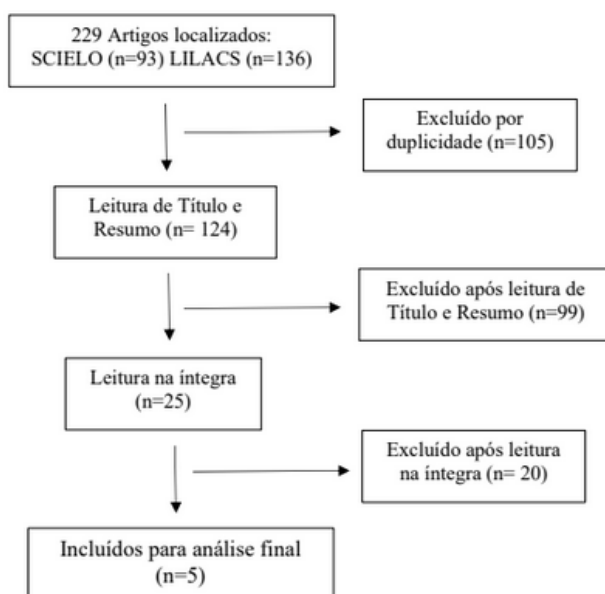 229 Artigos localizados:
SCIELO (n=93) LILACS (n=136)
Excluído por
duplicidade (n=105)
Leitura de Título e
Resumo (n= 124)
Excluído após leitura de
Título e Resumo (n=99)
Leitura na íntegra
(n=25)
Excluído após leitura
na íntegra (n= 20)
Incluídos para análise final
(n=5)